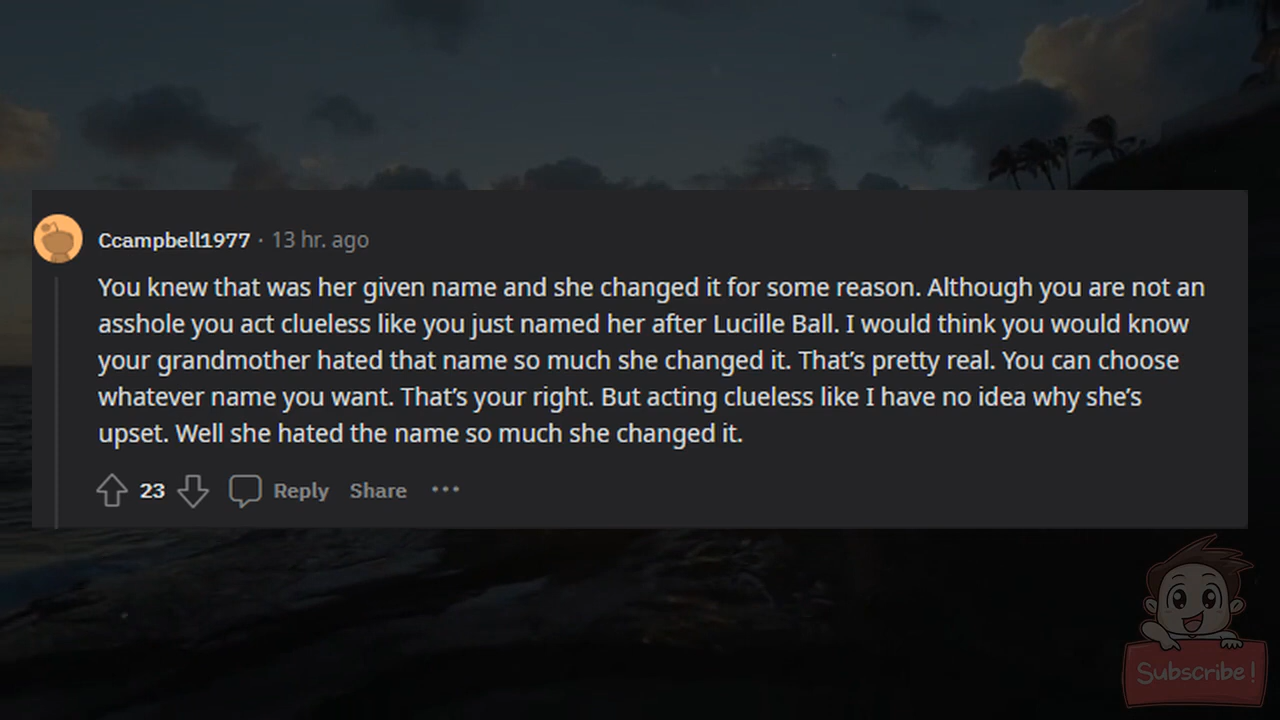 Ccampbell1977 · 13 hr. ago
You knew that was her given name and she changed it for some reason. Although you are not an
asshole you act clueless like you just named her after Lucille Ball. I would think you would know
your grandmother hated that name so much she changed it. That’s pretty real. You can choose
whatever name you want. That’s your right. But acting clueless like I have no idea why she’s
upset. Well she hated the name so much she changed it.
23 Reply Share ···
Subscribe!